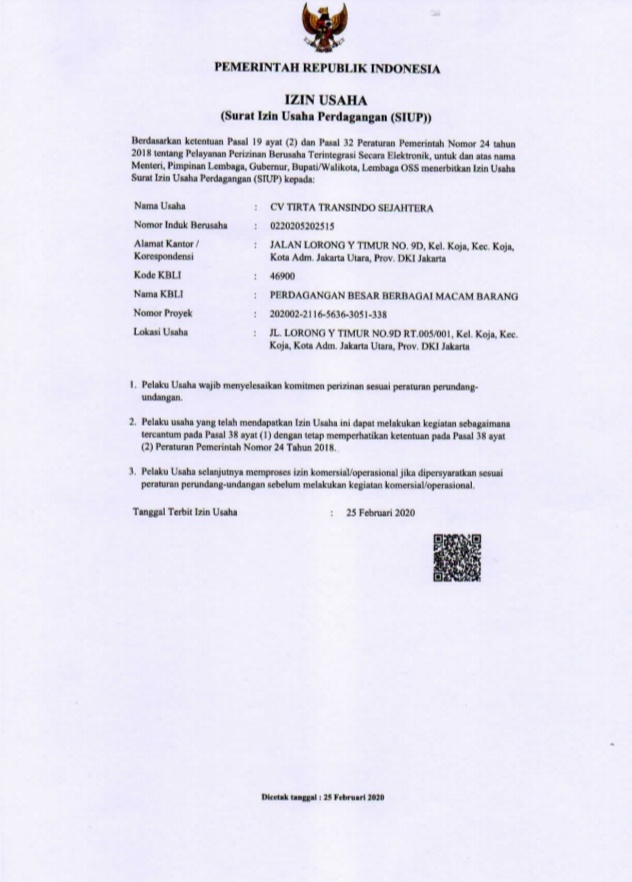 PEMERINTAH REPUBLIK INDONESIA
IZIN USAHA
(Surat Izin Usaha Perdagangan (SIUP))
Berdasarkan ketentuan Pasal 19 ayat (2) dan Pasal 32 Peraturan Pemerintah Nomor 24 tahun
2018 tentang Pelayanan Perizinan Berusaha Terintegrasi Secara Elektronik, untuk dan atas nama
Menteri, Pimpinan Lembaga, Gubernur, Bupati/Walikota, Lembaga OSS menerbitkan Izin Usaha
Surat Izin Usaha Perdagangan (SIUP) kepada:
Nama Usaha : CV TIRTA TRANSINDO SEJAHTERA
Nomor Induk Berusaha : 0220205202515
Alamat Kantor / : JALAN LORONG Y TIMUR NO. 9D, Kel. Koja, Kec. Koja,
Korespondensi Kota Adm. Jakarta Utara, Prov. DKI Jakarta
Kode KBLI : 46900
Nama KBLI : PERDAGANGAN BESAR BERBAGAI MACAM BARANG
Nomor Proyek : 202002-2116-5636-3051-338
Lokasi Usaha : JL. LORONG Y TIMUR NO.9D RT.005/001, Kel. Koja, Kec.
Koja, Kota Adm. Jakarta Utara, Prov. DKI Jakarta
1. Pelaku Usaha wajib menyelesaikan komitmen perizinan sesuai peraturan perundang-
undangan.
2. Pelaku usaha yang telah mendapatkan Izin Usaha ini dapat melakukan kegiatan sebagaimana
tercantum pada Pasal 38 ayat (1) dengan tetap memperhatikan ketentuan pada Pasal 38 ayat
(2) Peraturan Pemerintah Nomor 24 Tahun 2018.
3. Pelaku Usaha selanjutnya memproses izin komersial/operasional jika dipersyaratkan sesuai
peraturan perundang-undangan sebelum melakukan kegiatan komersial/operasional.
Tanggal Terbit Izin Usaha : 25 Februari 2020
Dicetak tanggal : 25 Februari 2020